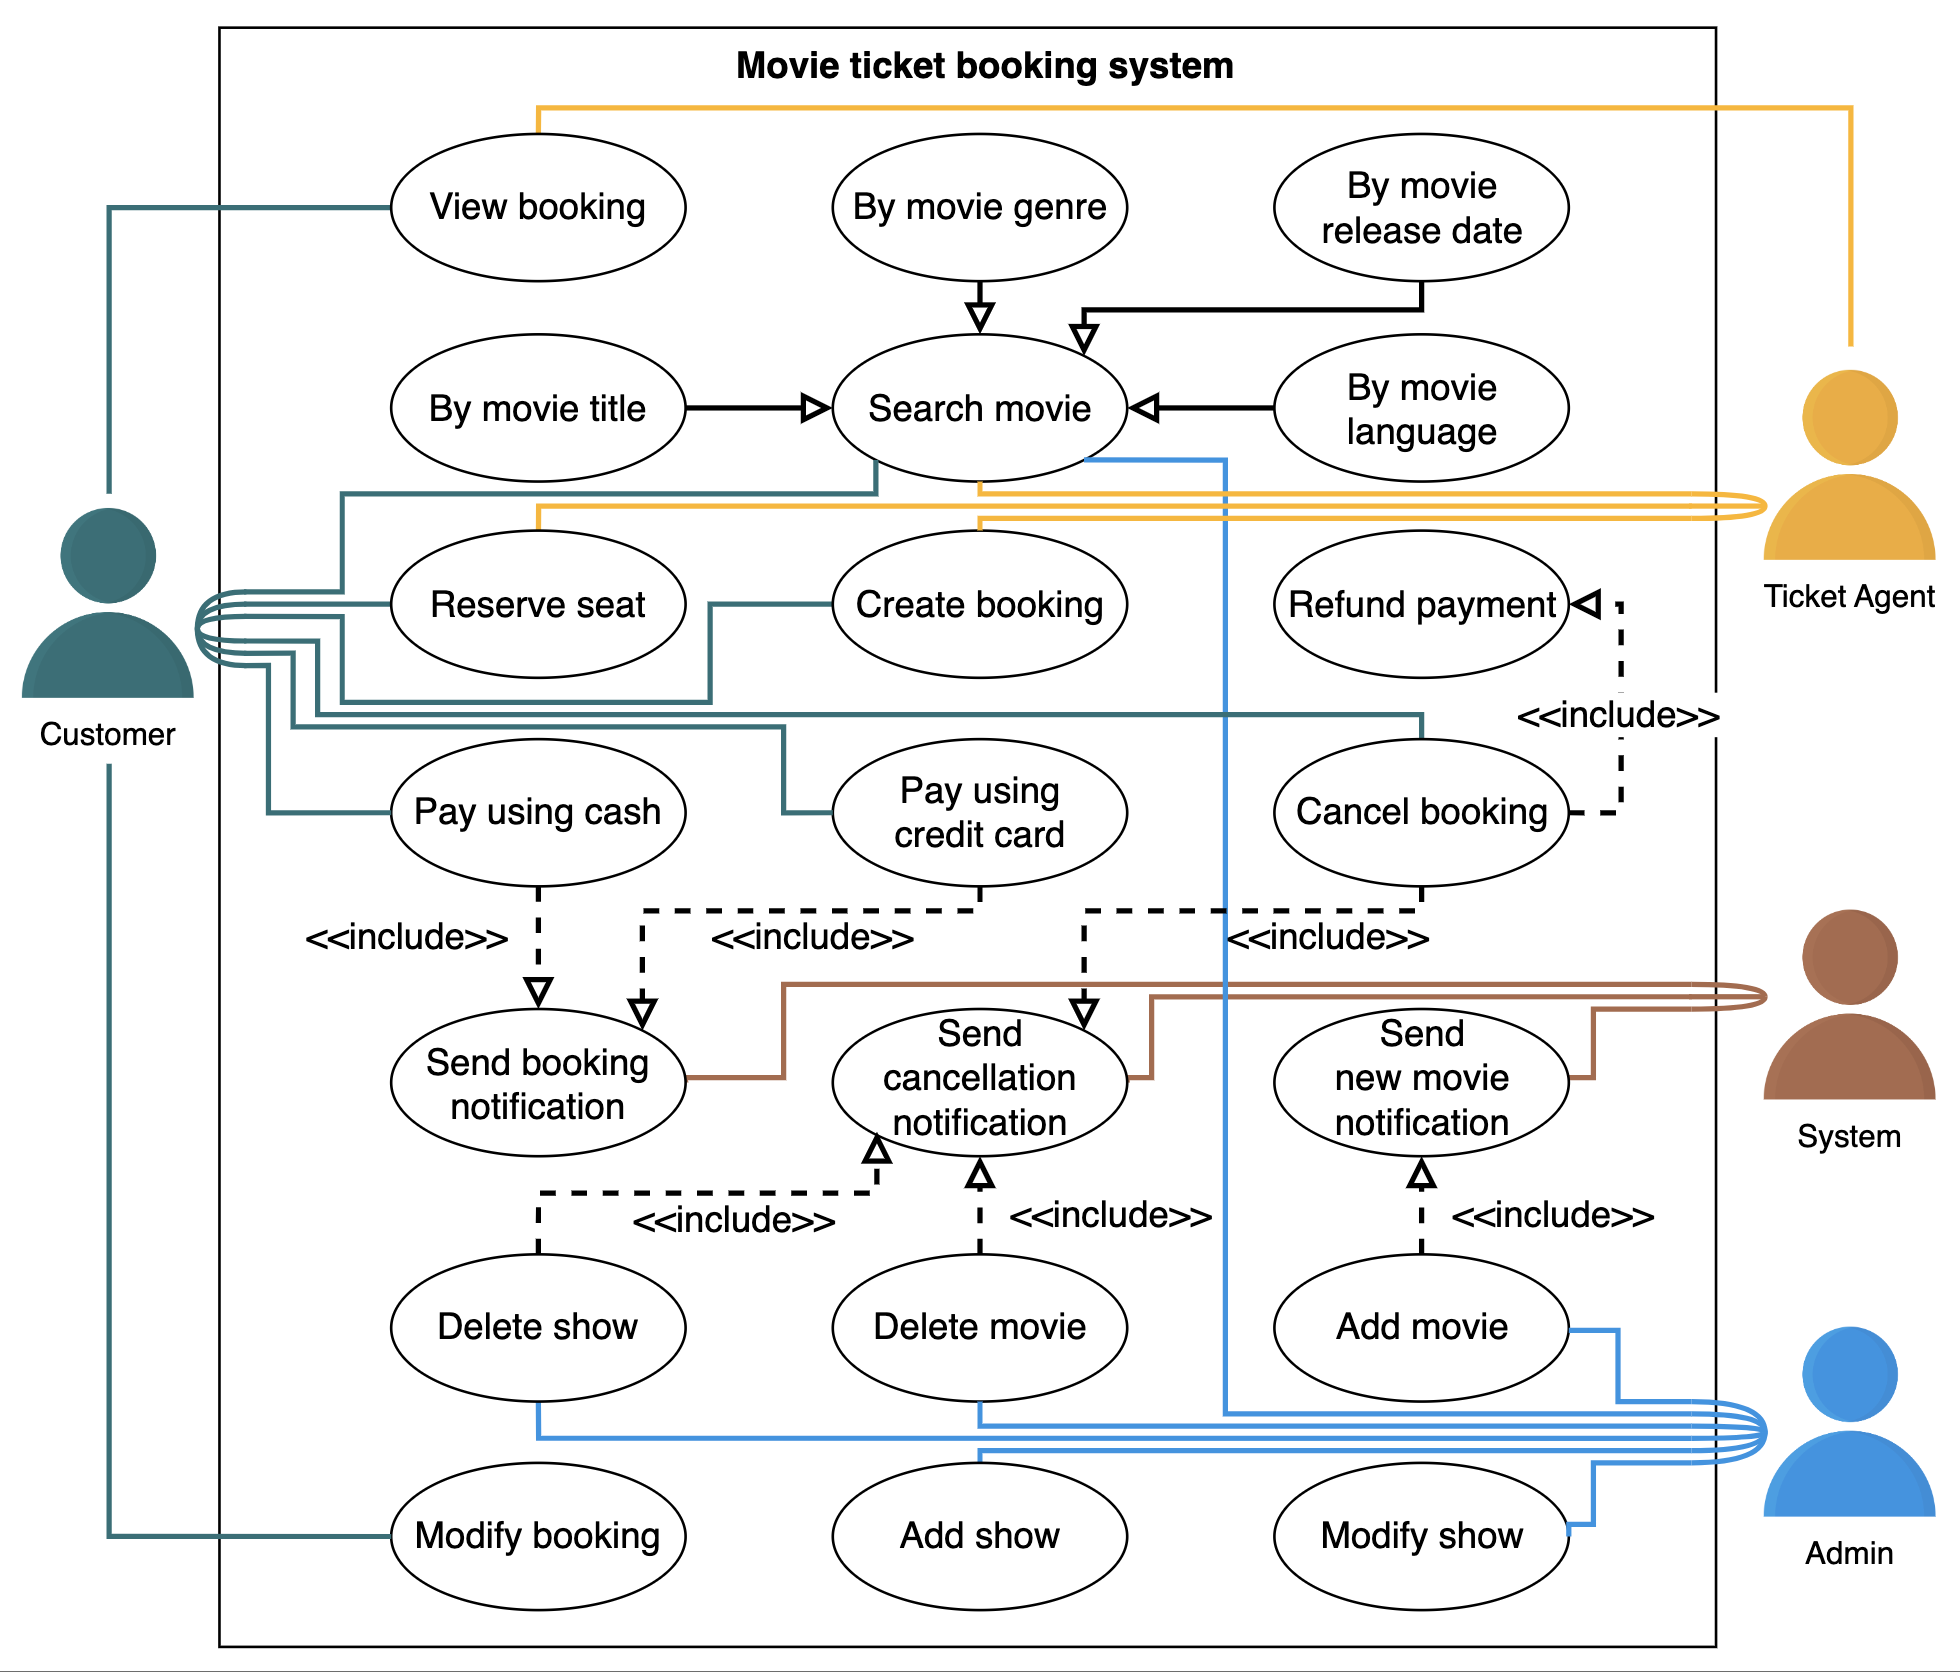 Movie ticket booking system
View booking
By movie genre
By movie
release date
By movie title
Search movie
By movie
language
Reserve seat
Create booking
Refund payment
Ticket Agent
Customer
<<include>>
Pay using cash
Pay using
credit card
Cancel booking
<<include>>
<<include>>
<<include>>
Send booking
notification
Send
cancellation
notification
Send
new movie
notification
System
<<include>>
<<include>>
<<include>>
Delete show
Delete movie
Add movie
Modify booking
Add show
Modify show
Admin